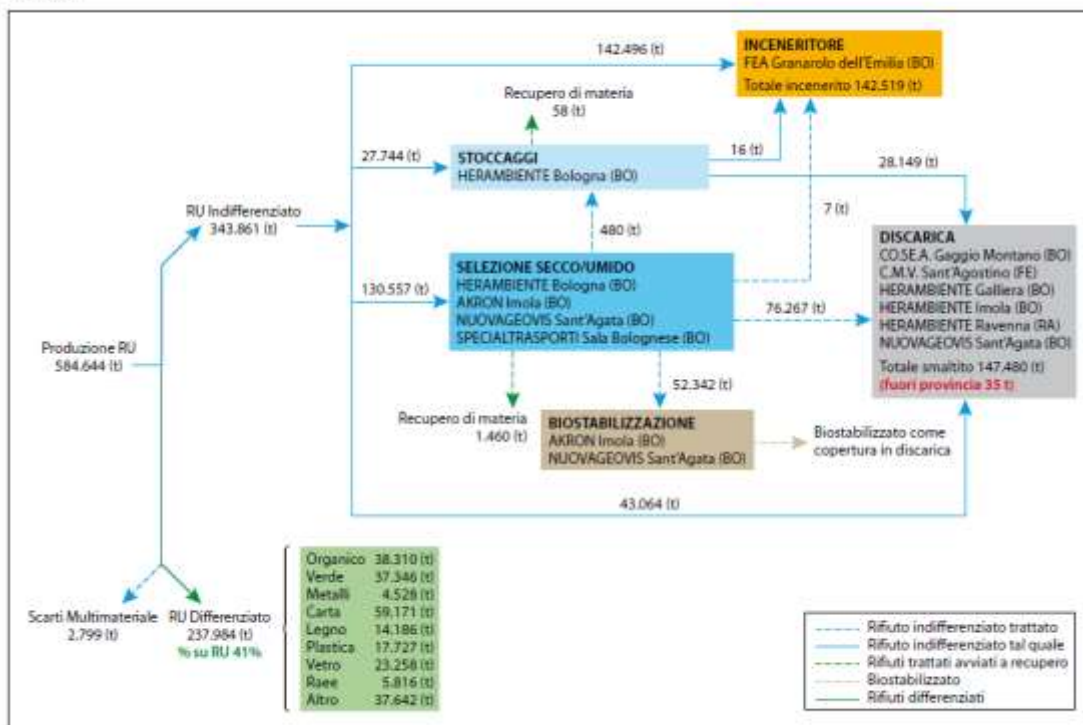 142.496 (t)
INCENERITORE
FEA Granarolo dell'Emilia (BO)
Totale incenerito 142.519 (t)
Recupero di materia
58 (t)
27.744 (t)
STOCCAGGI
HERAMBIENTE Bologna (BO)
16 (t)
28.149 (t)
7 (t)
RU Indifferenziato
343.861 (t)
480 (t)
DISCARICA
CO.SE.A. Gaggio Montano (BO)
C.M.V. Sant'Agostino (FE)
HERAMBIENTE Galliera (BO)
HERAMBIENTE Imola (BO)
HERAMBIENTE Ravenna (RA)
NUOVAGEOVIS Sant'Agata (BO)
Totale smaltito 147.480 (t)
(fuori provincia 35 t)
130.557 (t)
SELEZIONE SECCO/UMIDO
HERAMBIENTE Bologna (BO)
AKRON Imola (BO)
NUOVAGEOVIS Sant'Agata (BO)
SPECIALTRASPORTI Sala Bolognese (BO)
76.267 (t)
Produzione RU
584.644 (t)
52.342 (t)
Recupero di materia
1.460 (t)
BIOSTABILIZZAZIONE
AKRON Imola (BO)
NUOVAGEOVIS Sant'Agata (BO)
Biostabilizzato come
copertura in discarica
43.064 (t)
Scarti Multimateriale
2.799 (t)
RU Differenziato
237.984 (t)
% su RU 41%
Organico 38.310 (t)
Verde 37.346 (t)
Metalli 4.528 (t)
Carta 59.171 (t)
Legno 14.186 (t)
Plastica 17.727 (t)
Vetro 23.258 (t)
Raee 5.816 (t)
Altro 37.642 (t)
Rifiuto indifferenziato trattato
Rifiuto indifferenziato tal quale
Rifiuti trattati avviati a recupero
Biostabilizzato
Rifiuti differenziati